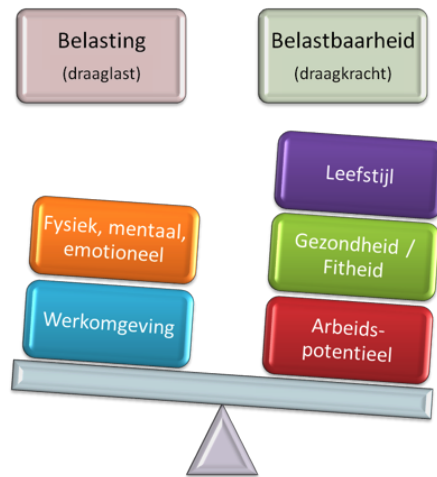 Belasting
(draaglast)
Belastbaarheid
(draagkracht)
Fysiek, mentaal,
emotioneel
Werkomgeving
Leefstijl
Gezondheid /
Fitheid
Arbeids-
potentieel